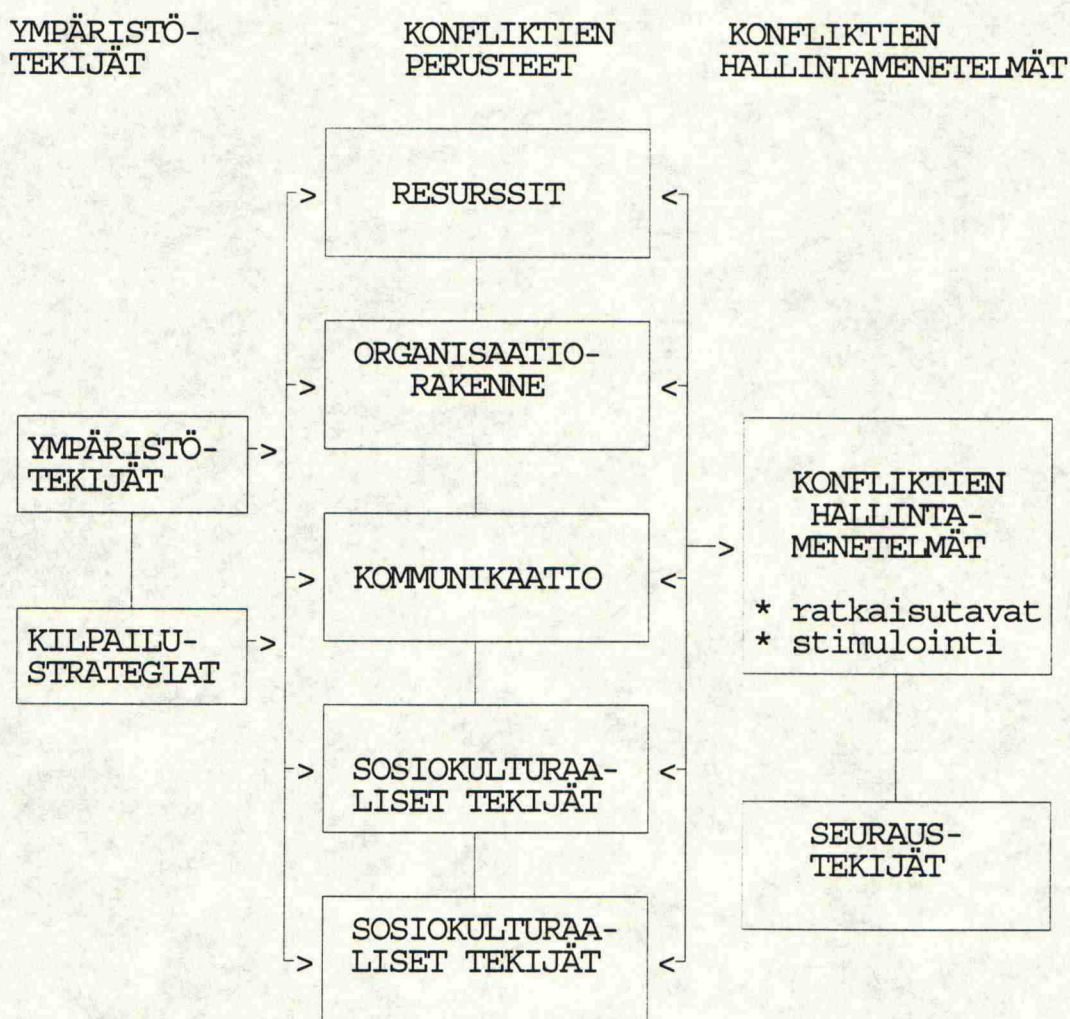 YMPÄRISTÖ-
TEKIJÄT
KONFLIKTIEN
PERUSTEET
KONFLIKTIEN
HALLINTAMENETELMÄT
RESURSSIT
ORGANISAATIO-
RAKENNE
YMPÄRISTÖ-
TEKIJÄT
KILPAILU-
STRATEGIAT
KOMMUNIKAATIO
SOSIOKULTURAA-
LISET TEKIJÄT
SOSIOKULTURAA-
LISET TEKIJÄT
KONFLIKTIEN
HALLINTA-
MENETELMÄT
* ratkaisutavat
* stimulointi
SEURAUS-
TEKIJÄT